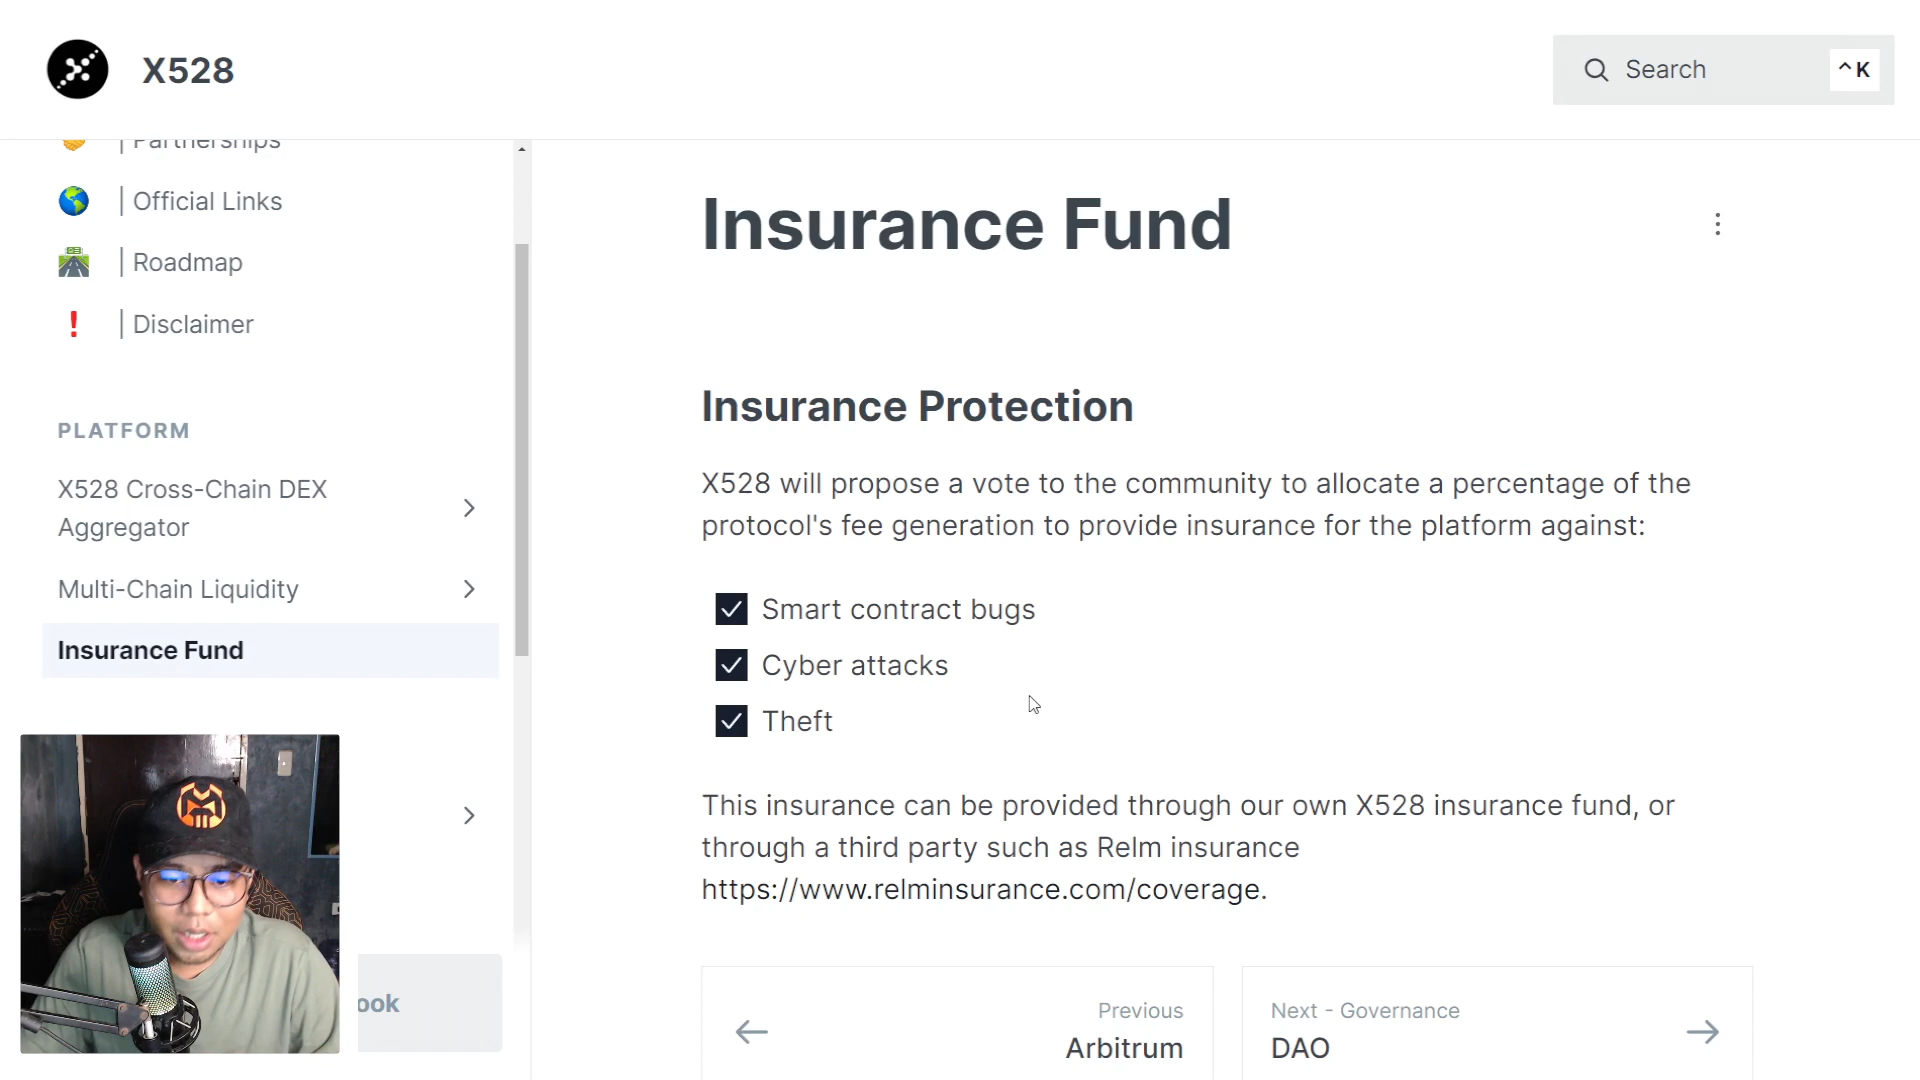 X528
Search
^K
| Partnerships
| Official Links
| Roadmap
| Disclaimer
PLATFORM
X528 Cross-Chain DEX
Aggregator
Multi-Chain Liquidity
Insurance Fund
ook
Insurance Fund
Insurance Protection
X528 will propose a vote to the community to allocate a percentage of the
protocol's fee generation to provide insurance for the platform against:
Smart contract bugs
Cyber attacks
Theft
This insurance can be provided through our own X528 insurance fund, or
through a third party such as Relm insurance
https://www.relminsurance.com/coverage.
Previous
Arbitrum
Next - Governance
DAO